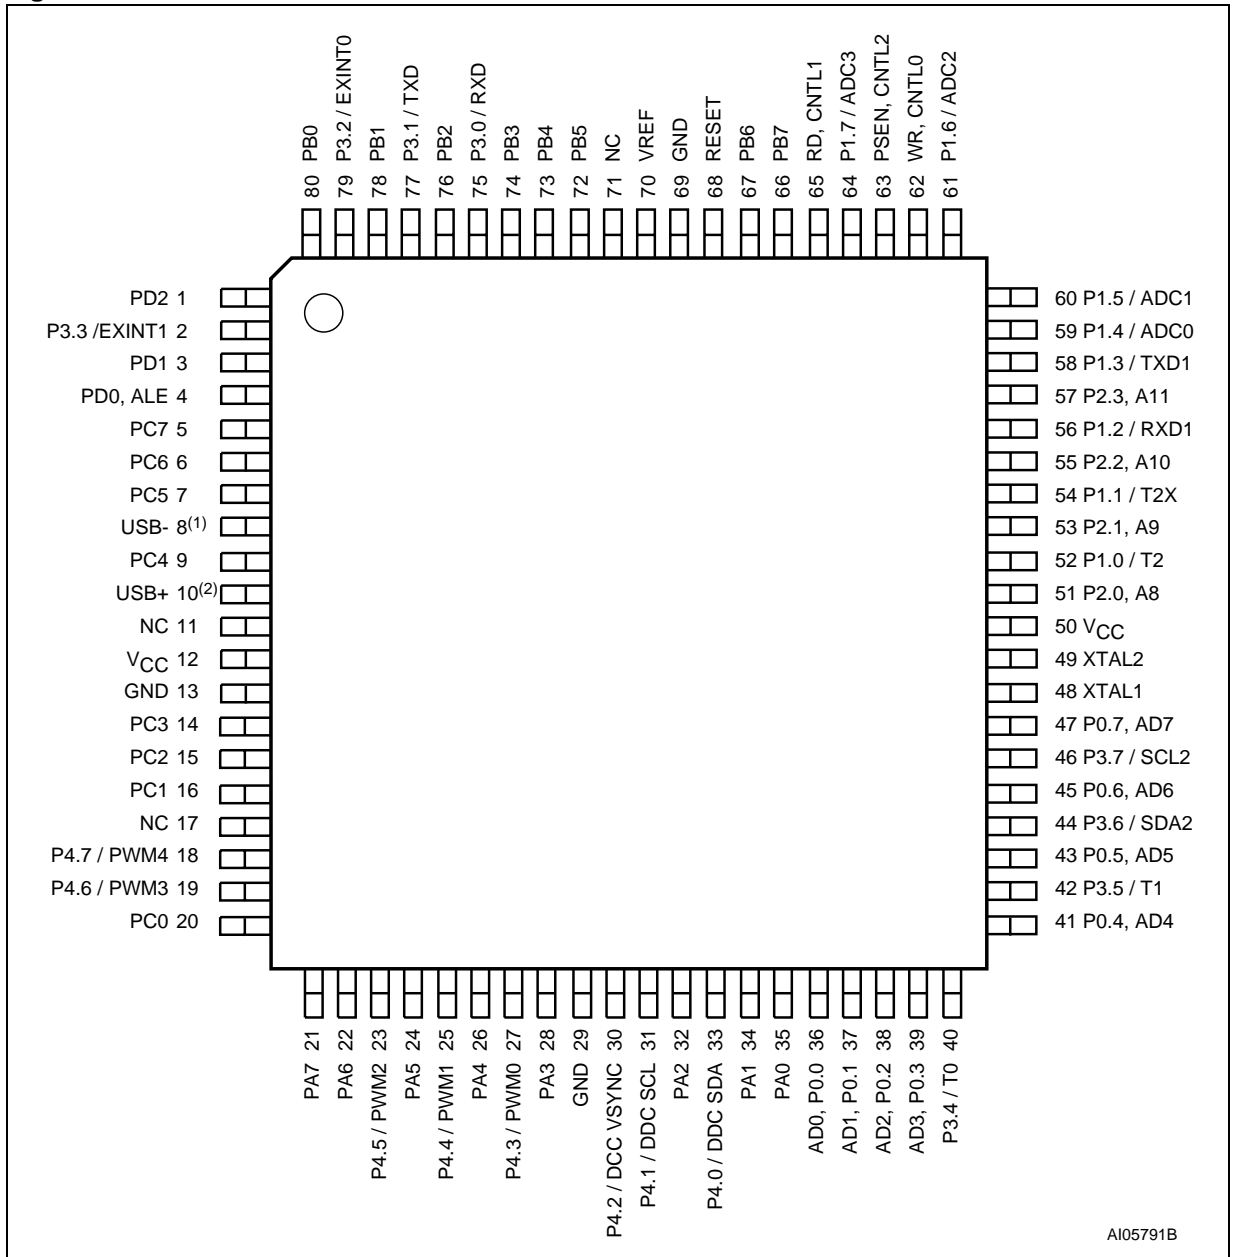 80 PB0
79 P3.2 / EXINT0
78 PB1
77 P3.1 / TXD
76 PB2
75 P3.0 / RXD
74 PB3
73 PB4
72 PB5
71 NC
70 VREF
69 GND
68 RESET
67 PB6
66 PB7
65 RD, CNTL1
64 P1.7 / ADC3
63 PSEN, CNTL2
62 WR, CNTL0
61 P1.6 / ADC2
PD2 1
P3.3 /EXINT1 2
PD1 3
PD0, ALE 4
PC7 5
PC6 6
PC5 7
USB- 8(1)
PC4 9
USB+ 10(2)
NC 11
VCC 12
GND 13
PC3 14
PC2 15
PC1 16
NC 17
P4.7 / PWM4 18
P4.6 / PWM3 19
PC0 20
60 P1.5 / ADC1
59 P1.4 / ADC0
58 P1.3 / TXD1
57 P2.3, A11
56 P1.2 / RXD1
55 P2.2, A10
54 P1.1 / T2X
53 P2.1, A9
52 P1.0 / T2
51 P2.0, A8
50 VCC
49 XTAL2
48 XTAL1
47 P0.7, AD7
46 P3.7 / SCL2
45 P0.6, AD6
44 P3.6 / SDA2
43 P0.5, AD5
42 P3.5 / T1
41 P0.4, AD4
PA7 21
PA6 22
P4.5 / PWM2 23
PA5 24
P4.4 / PWM1 25
PA4 26
P4.3 / PWM0 27
PA3 28
GND 29
P4.2 / DCC VSYNC 30
P4.1 / DDC SCL 31
PA2 32
P4.0 / DDC SDA 33
PA1 34
PA0 35
AD0, P0.0 36
AD1, P0.1 37
AD2, P0.2 38
AD3, P0.3 39
P3.4 / T0 40
AI05791B